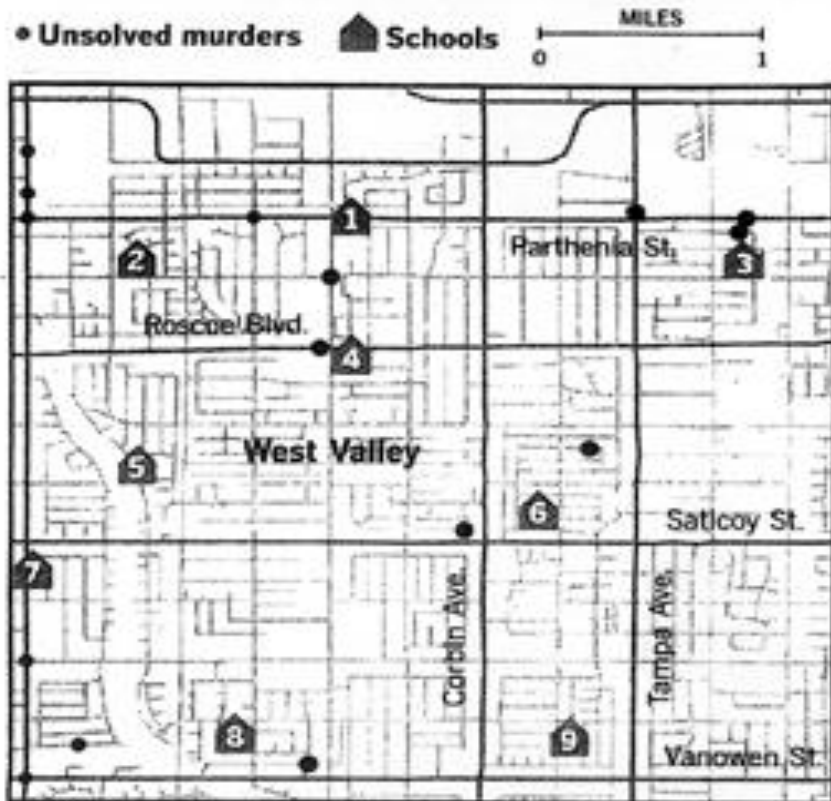 • Unsolved murders Schools
MILES
0 1
1
2
Parthenia St.
3
Roscoe Blvd.
4
West Valley
5
6
Saticoy St.
7
Corbin Ave.
Tampa Ave.
8
9
Vanowen St.